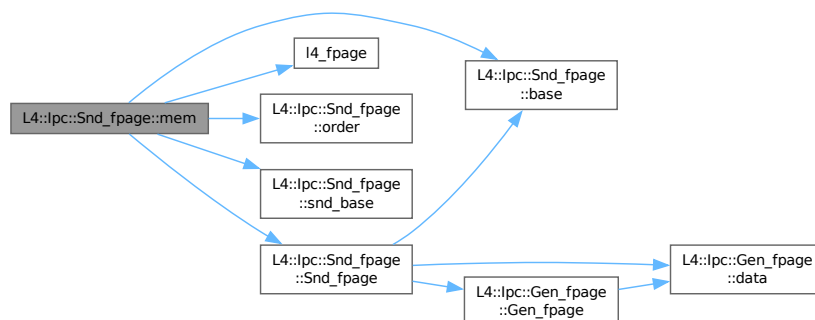 L4::Ipc::Snd_fpage::mem
l4_fpage
L4::Ipc::Snd_fpage
::order
L4::Ipc::Snd_fpage
::snd_base
L4::Ipc::Snd_fpage
::Snd_fpage
L4::Ipc::Snd_fpage
::base
L4::Ipc::Gen_fpage
::Gen_fpage
L4::Ipc::Gen_fpage
::data